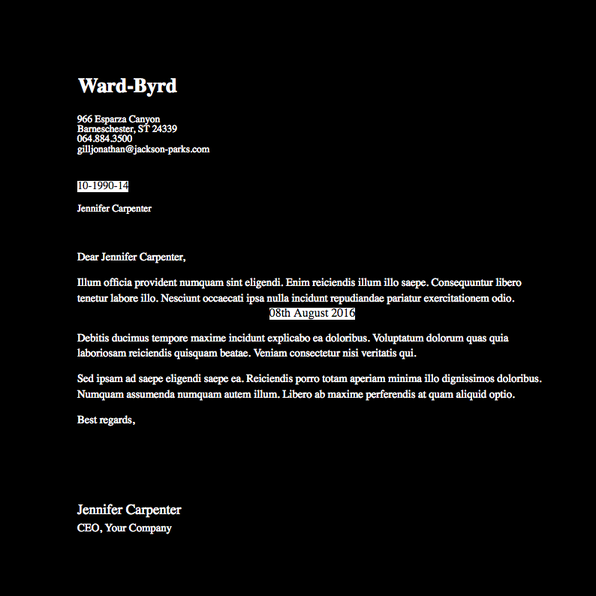 Ward-Byrd
966 Esparza Canyon
Barneschester, ST 24339
064.884.3500
gilljonathan@jackson-parks.com
10-1990-14
Jennifer Carpenter
Dear Jennifer Carpenter,
Illum officia provident numquam sint eligendi. Enim reiciendis illum illo saepe. Consequuntur libero
tenetur labore illo. Nesciunt occaecati ipsa nulla incidunt repudiandae pariatur exercitationem odio.
08th August 2016
Debitis ducimus tempore maxime incidunt explicabo ea doloribus. Voluptatum dolorum quas quia
laboriosam reiciendis quisquam beatae. Veniam consectetur nisi veritatis qui.
Sed ipsam ad saepe eligendi saepe ea. Reiciendis porro totam aperiam minima illo dignissimos doloribus.
Numquam assumenda numquam autem illum. Libero ab maxime perferendis at quam aliquid optio.
Best regards,
Jennifer Carpenter
CEO, Your Company